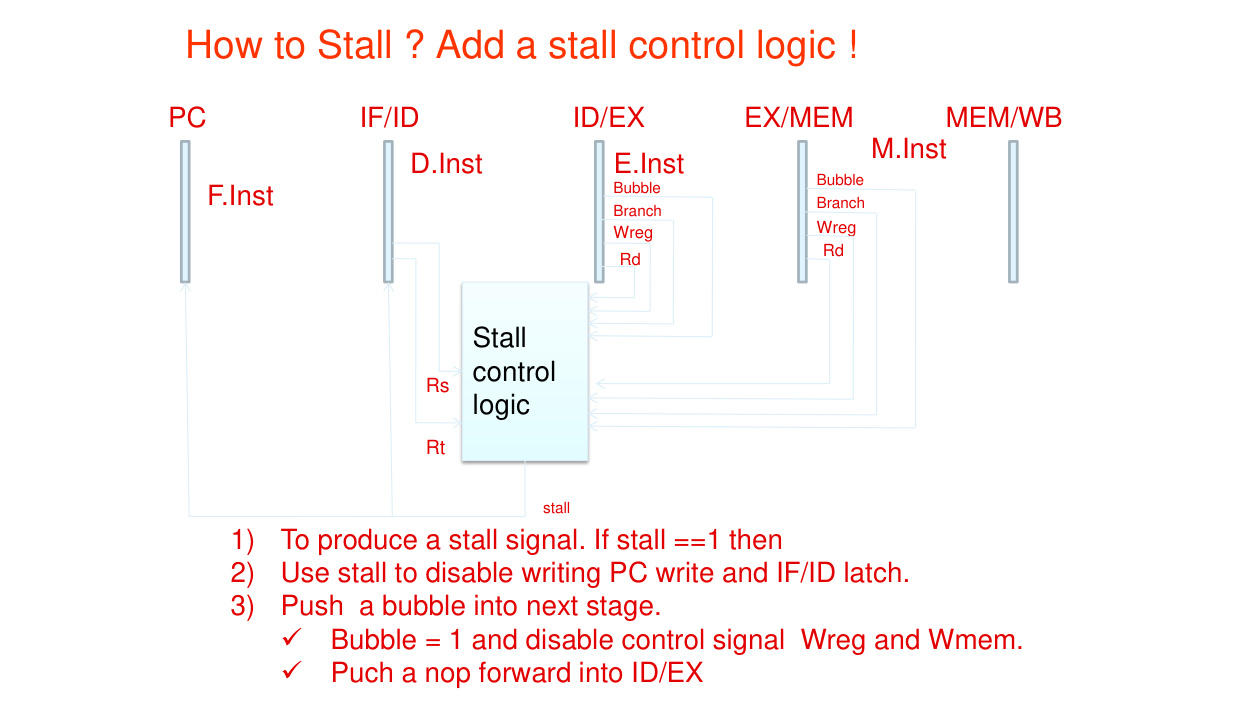 How to Stall ? Add a stall control logic !
PC
IF/ID
ID/EX
EX/MEM
MEM/WB
F.Inst
D.Inst
E.Inst
M.Inst
Bubble
Branch
Wreg
Rd
Bubble
Branch
Wreg
Rd
Stall
control
logic
Rs
Rt
stall
1) To produce a stall signal. If stall ==1 then
2) Use stall to disable writing PC write and IF/ID latch.
3) Push a bubble into next stage.
✓ Bubble = 1 and disable control signal Wreg and Wmem.
✓ Puch a nop forward into ID/EX